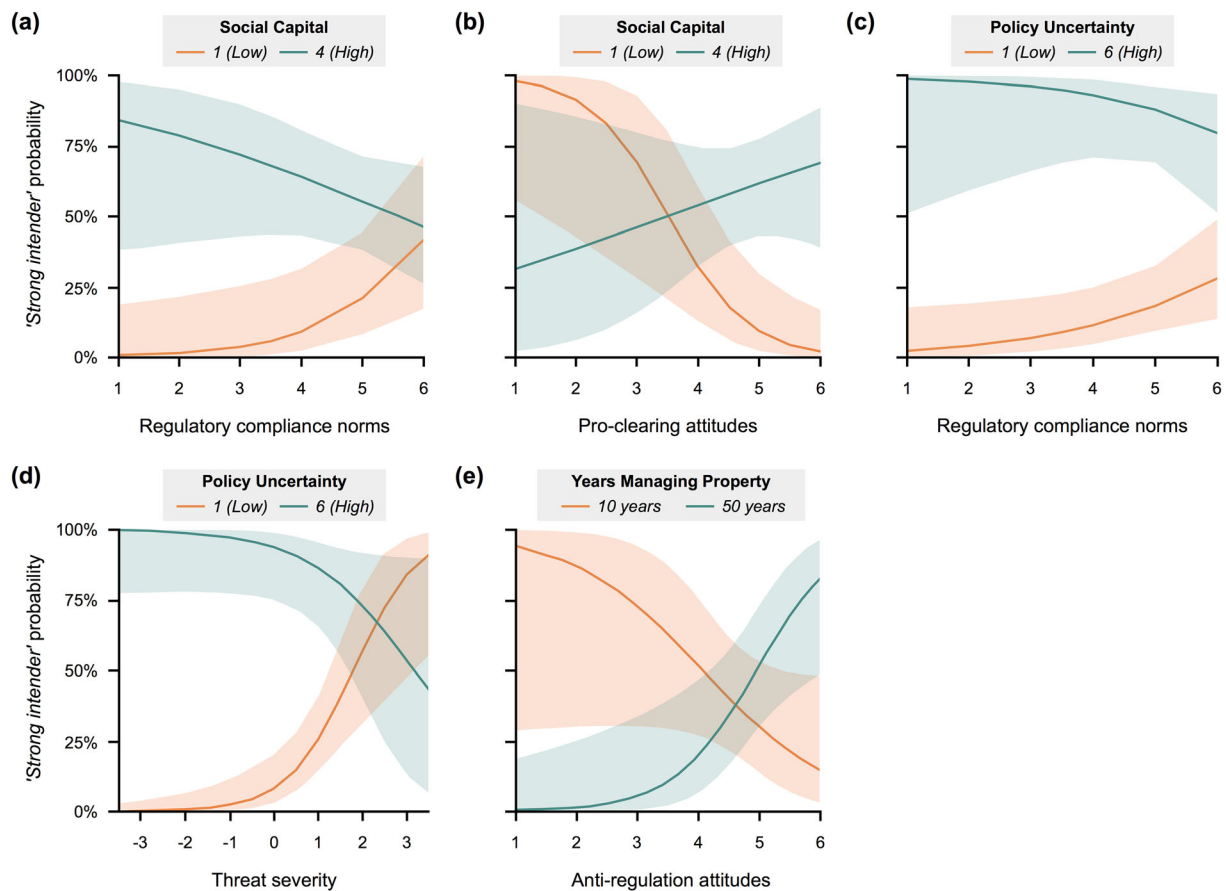 (a)
Social Capital
1 (Low) 4 (High)
'Strong intender' probability
100%
75%
50%
25%
0%
1 2 3 4 5 6
Regulatory compliance norms
(b)
Social Capital
1 (Low) 4 (High)
1 2 3 4 5 6
Pro-clearing attitudes
(c)
Policy Uncertainty
1 (Low) 6 (High)
1 2 3 4 5 6
Regulatory compliance norms
(d)
Policy Uncertainty
1 (Low) 6 (High)
'Strong intender' probability
100%
75%
50%
25%
0%
-3 -2 -1 0 1 2 3
Threat severity
(e)
Years Managing Property
10 years 50 years
1 2 3 4 5 6
Anti-regulation attitudes